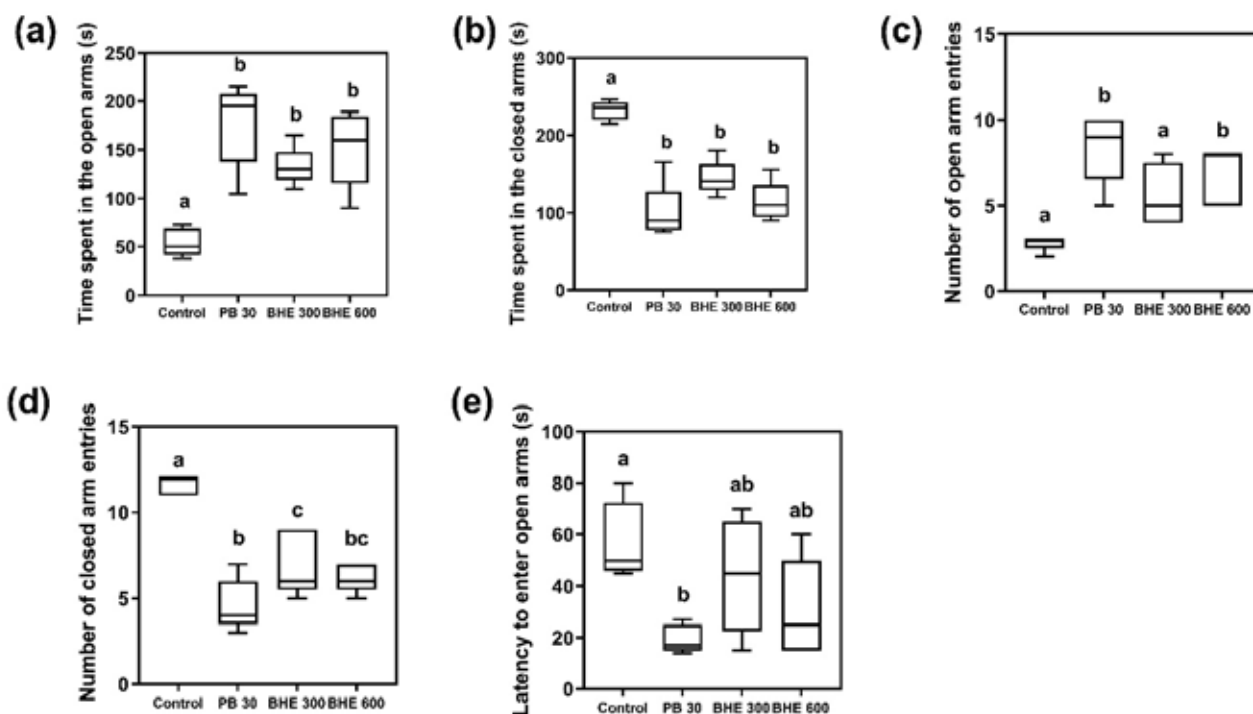 (a)
Time spent in the open arms (s)
250
200
150
100
50
0
a
b
b
b
Control PB 30 BHE 300 BHE 600
(b)
Time spent in the closed arms (s)
300
200
100
0
a
b
b
b
Control PB 30 BHE 300 BHE 600
(c)
Number of open arm entries
15
10
5
0
a
b
a
b
Control PB 30 BHE 300 BHE 600
(d)
Number of closed arm entries
15
10
5
0
a
b
c
bc
Control PB 30 BHE 300 BHE 600
(e)
Latency to enter open arms (s)
100
80
60
40
20
0
a
b
ab
ab
Control PB 30 BHE 300 BHE 600